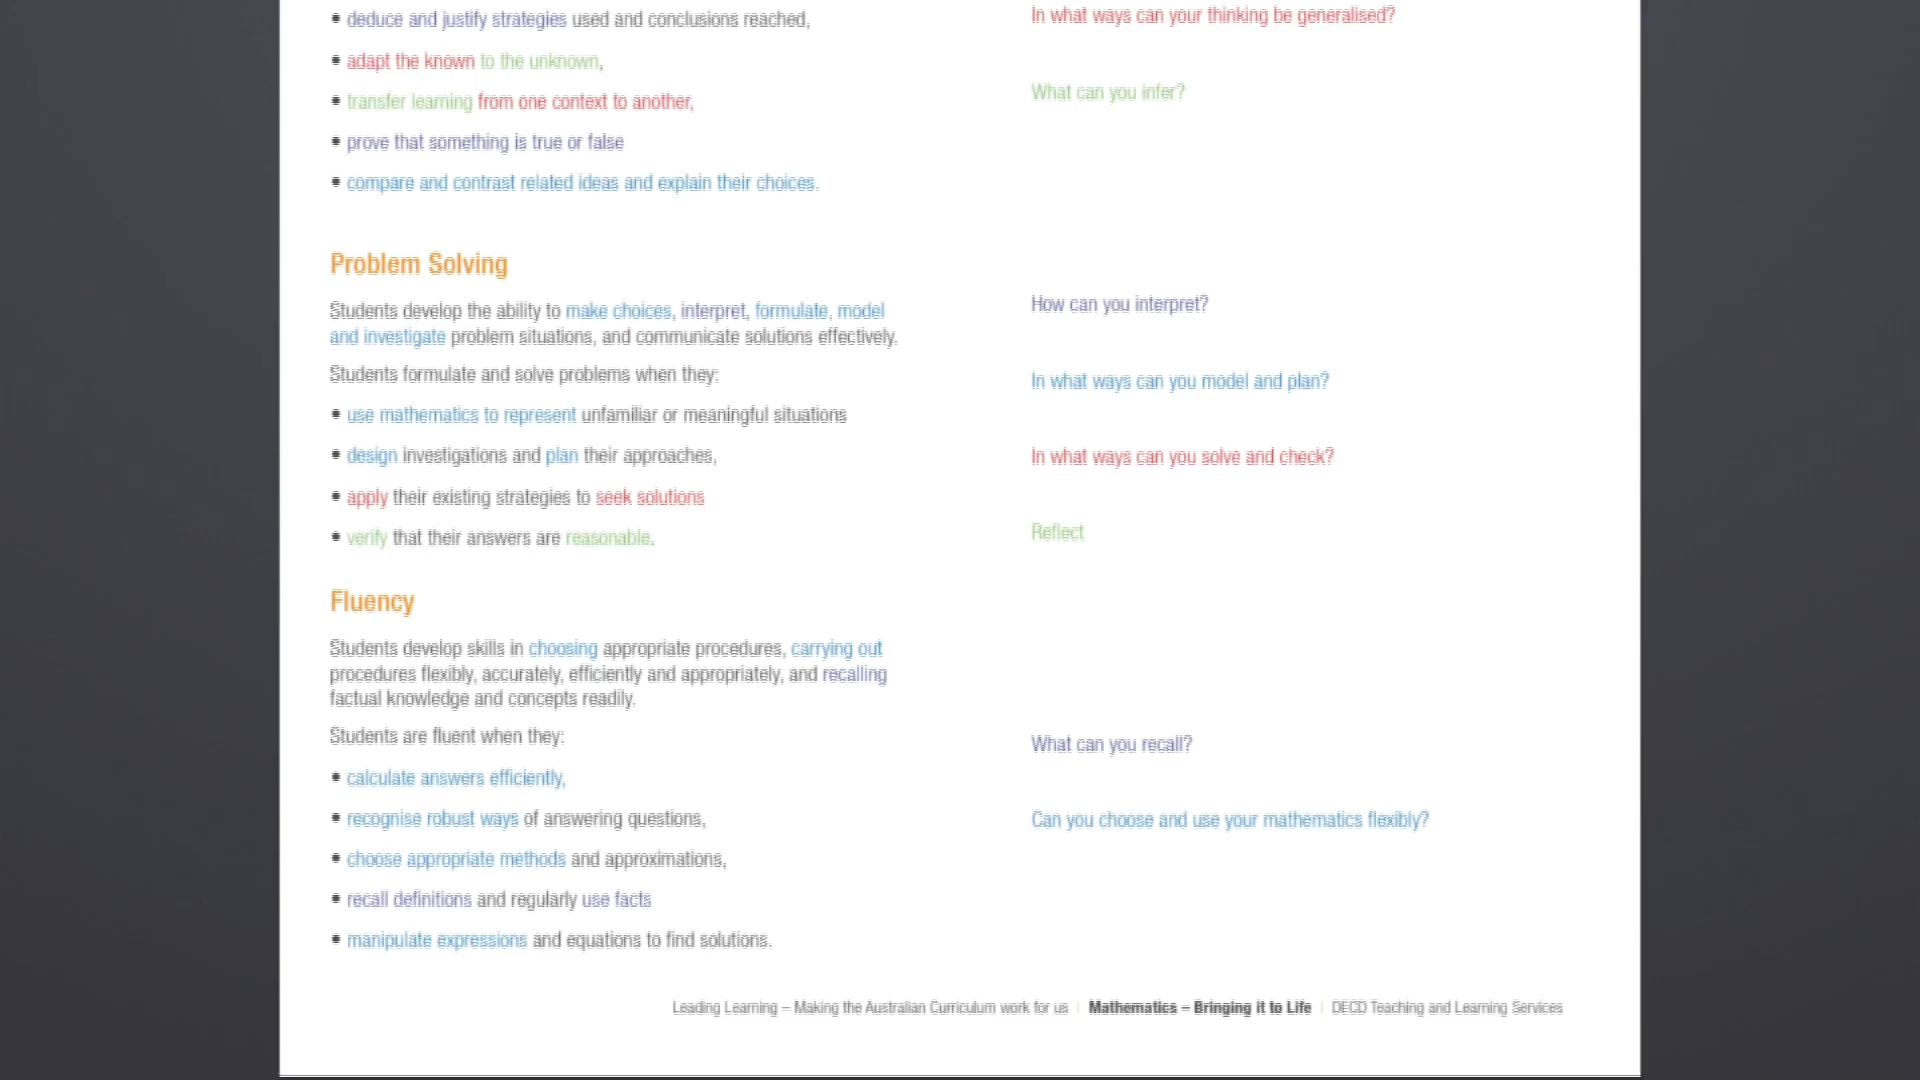 • deduce and justify strategies used and conclusions reached,
• adapt the known to the unknown,
• transfer learning from one context to another,
• prove that something is true or false
• compare and contrast related ideas and explain their choices.
In what ways can your thinking be generalised?
What can you infer?
Problem Solving
Students develop the ability to make choices, interpret, formulate, model
and investigate problem situations, and communicate solutions effectively.
Students formulate and solve problems when they:
• use mathematics to represent unfamiliar or meaningful situations
• design investigations and plan their approaches,
• apply their existing strategies to seek solutions
• verify that their answers are reasonable.
How can you interpret?
In what ways can you model and plan?
In what ways can you solve and check?
Reflect
Fluency
Students develop skills in choosing appropriate procedures, carrying out
procedures flexibly, accurately, efficiently and appropriately, and recalling
factual knowledge and concepts readily.
Students are fluent when they:
• calculate answers efficiently,
• recognise robust ways of answering questions,
• choose appropriate methods and approximations,
• recall definitions and regularly use facts
• manipulate expressions and equations to find solutions.
What can you recall?
Can you choose and use your mathematics flexibly?
Leading Learning – Making the Australian Curriculum work for us | Mathematics – Bringing it to Life | DECD Teaching and Learning Services